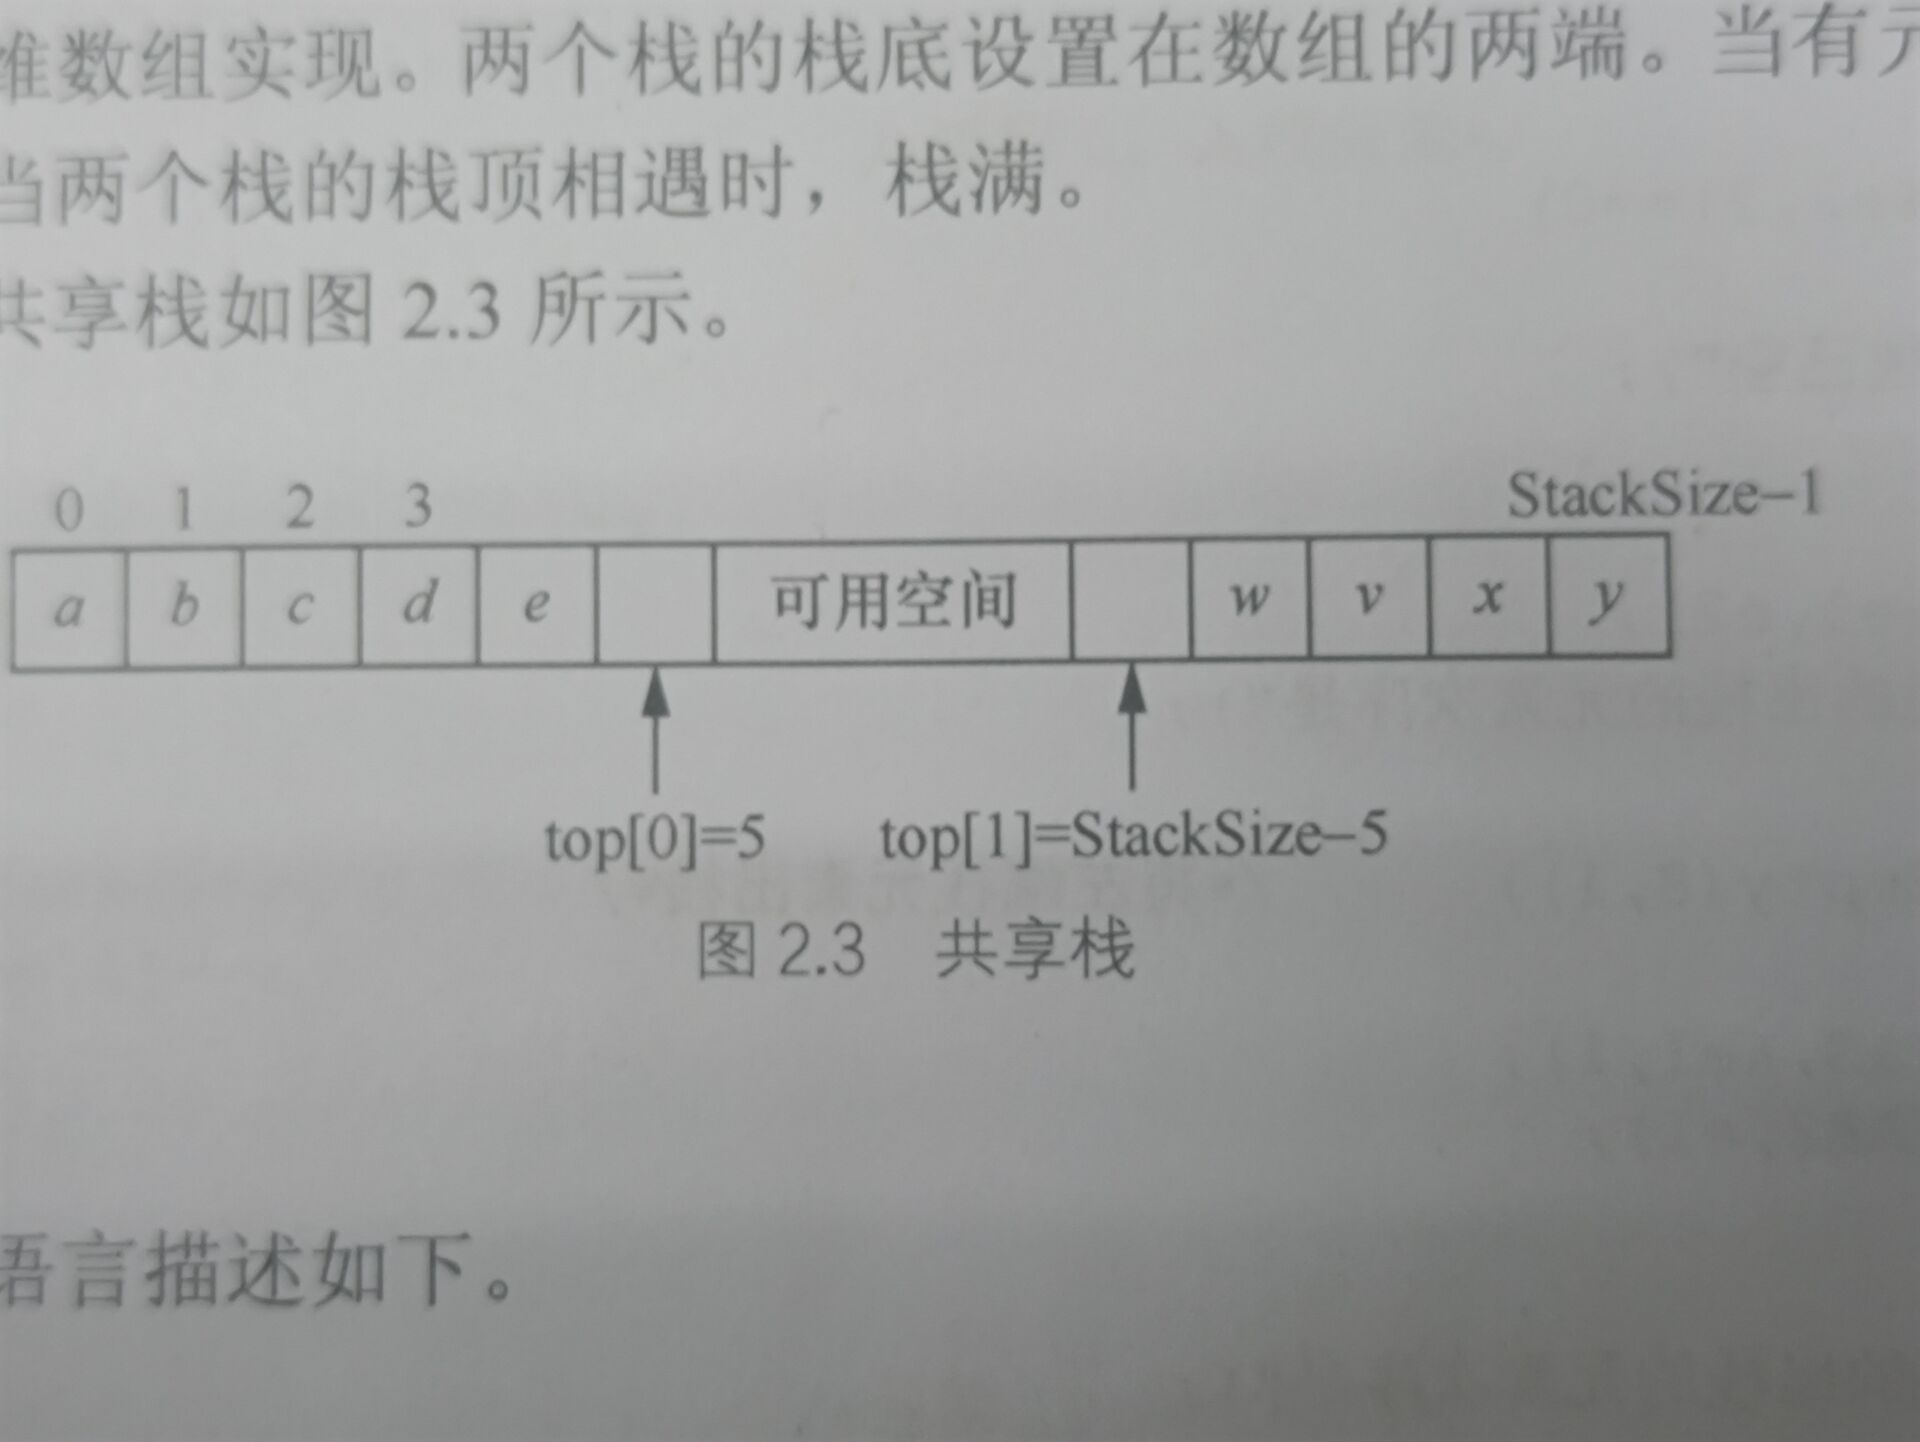 维数组实现。两个栈的栈底设置在数组的两端。当有元
当两个栈的栈顶相遇时，栈满。
共享栈如图 2.3 所示。
0 1 2 3 StackSize–1
a b c d e 可用空间 w v x y
top[0]=5 top[1]=StackSize–5
图 2.3 共享栈
语言描述如下。